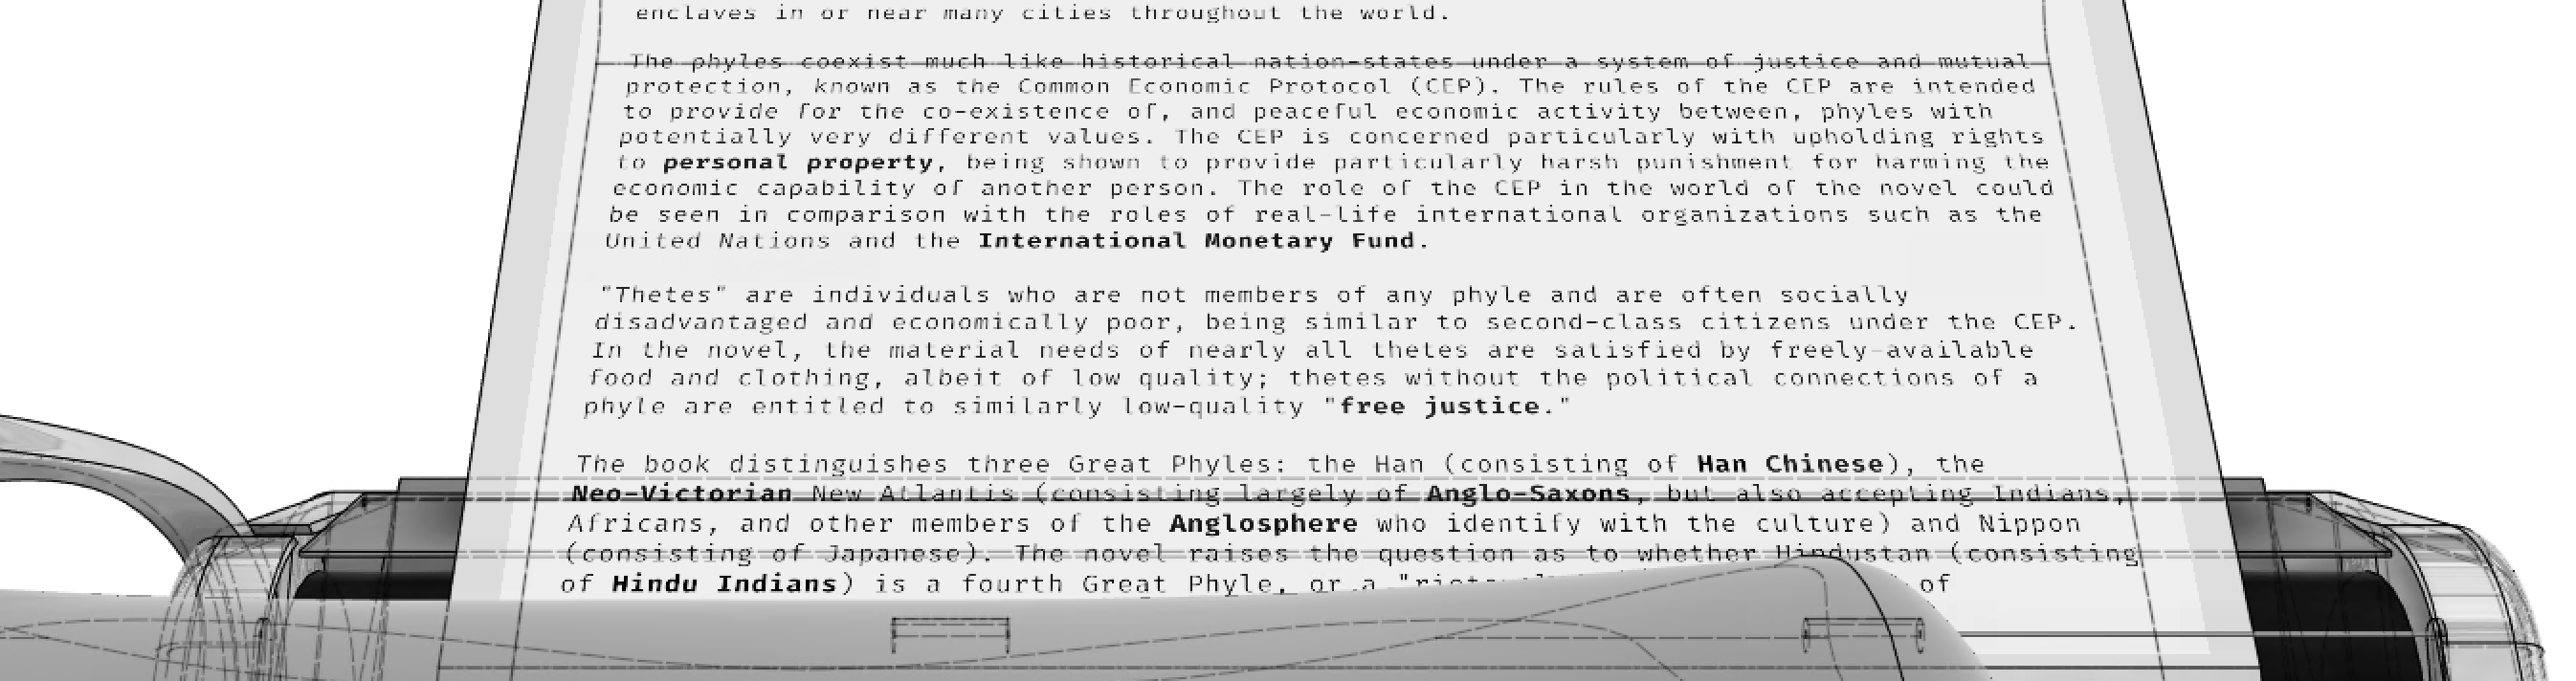 enclaves in or near many cities throughout the world.
The phyles coexist much like historical nation-states under a system of justice and mutual
protection, known as the Common Economic Protocol (CEP). The rules of the CEP are intended
to provide for the co-existence of, and peaceful economic activity between, phyles with
potentially very different values. The CEP is concerned particularly with upholding rights
to personal property, being shown to provide particularly harsh punishment for harming the
economic capability of another person. The role of the CEP in the world of the novel could
be seen in comparison with the roles of real-life international organizations such as the
United Nations and the International Monetary Fund.
"Thetes" are individuals who are not members of any phyle and are often socially
disadvantaged and economically poor, being similar to second-class citizens under the CEP.
In the novel, the material needs of nearly all thetes are satisfied by freely-available
food and clothing, albeit of low quality; thetes without the political connections of a
phyle are entitled to similarly low-quality "free justice."
The book distinguishes three Great Phyles: the Han (consisting of Han Chinese), the
Neo-Victorian New Atlantis (consisting largely of Anglo-Saxons, but also accepting Indians,
Africans, and other members of the Anglosphere who identify with the culture) and Nippon
(consisting of Japanese). The novel raises the question as to whether Hindustan (consisting
of Hindu Indians) is a fourth Great Phyle, or a of